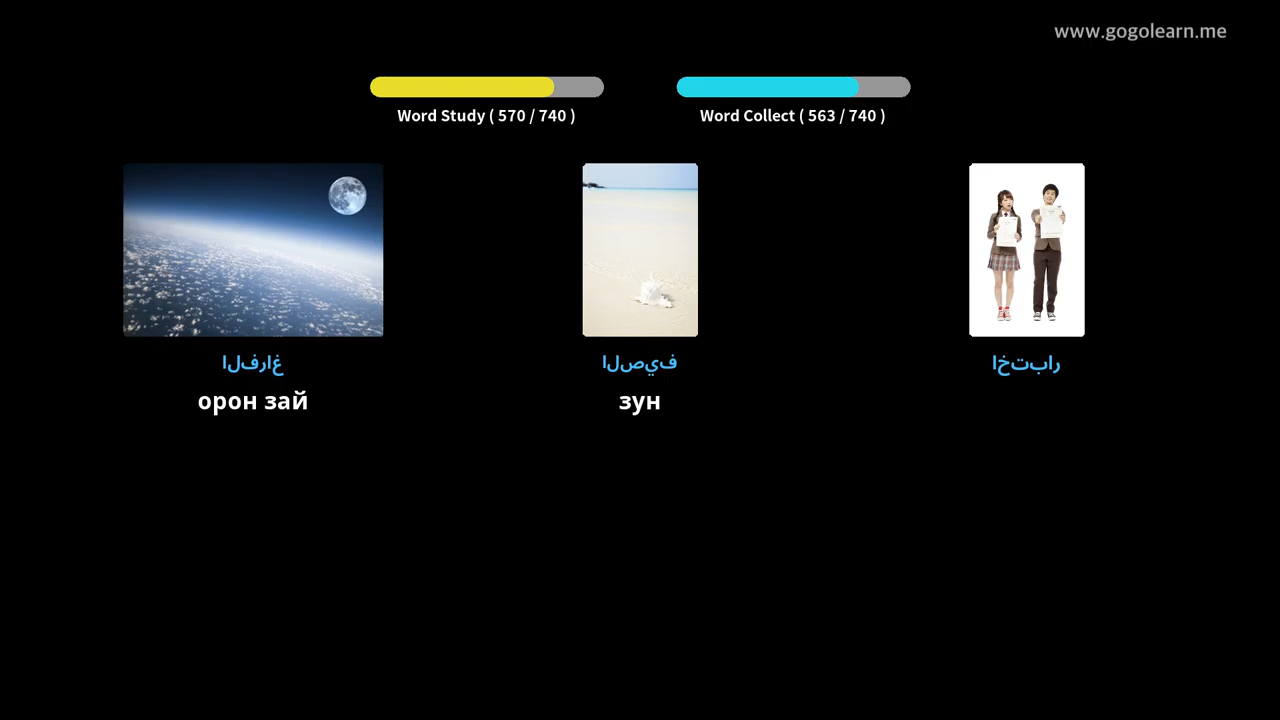 www.gogolearn.me
Word Study ( 570 / 740 )
Word Collect ( 563 / 740 )
الفراغ
الصيف
اختبار
орон зай
зун